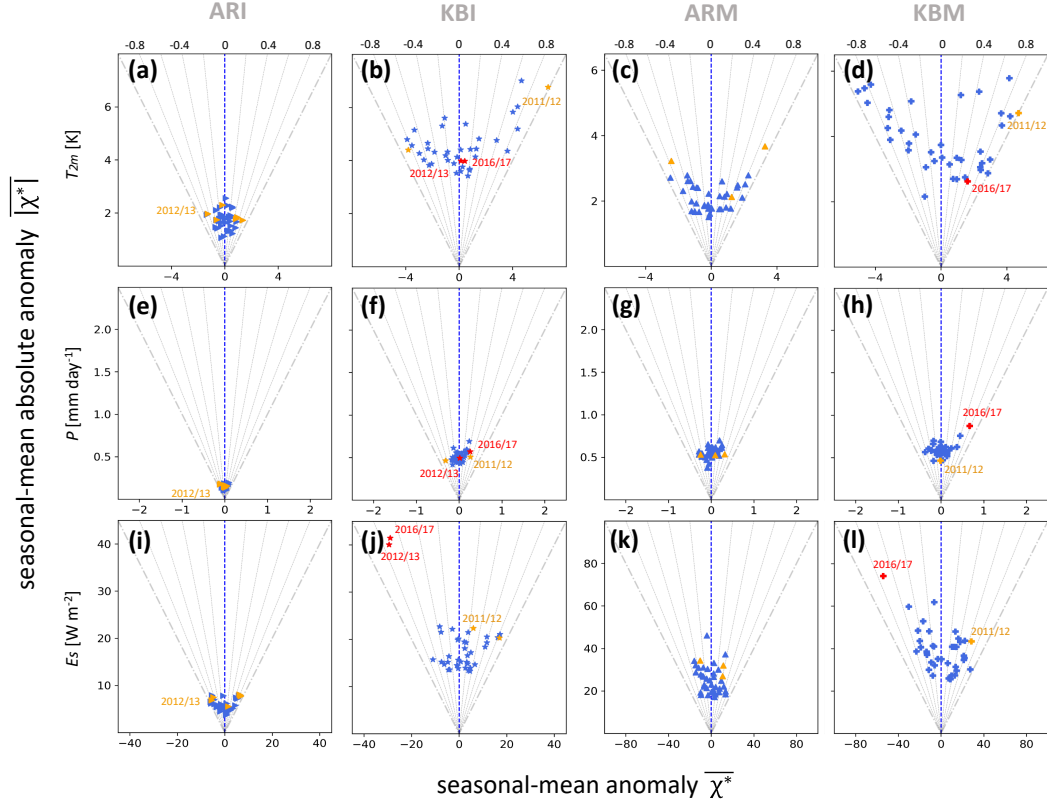 ARI KBI ARM KBM
-0.8 -0.4 0 0.4 0.8 -0.8 -0.4 0 0.4 0.8 -0.8 -0.4 0 0.4 0.8 -0.8 -0.4 0 0.4 0.8
(a) (b) (c) (d)
2011/12 2011/12
2016/17
2012/13 2012/13 2016/17
T2m [K]
6 6
4 4
2 2
−4 0 4 −4 0 4 −4 0 4 −4 0 4
(e) (f) (g) (h)
2016/17
2016/17
2011/12
2012/13 2012/13 2011/12
P [mm day⁻¹]
2.0 2.0
1.5 1.5
1.0 1.0
0.5 0.5
−2 −1 0 1 2 −2 −1 0 1 2 −2 −1 0 1 2 −2 −1 0 1 2
(i) (j) (k) (l)
2016/17
2012/13 2016/17
2011/12 2011/12
2012/13
Es [W m⁻²]
40 80
30 60
20 40
10 20
−40 −20 0 20 40 −40 −20 0 20 40 −80 −40 0 40 80 −100 −60 −20 20 60 100
seasonal-mean absolute anomaly |χ*|
seasonal-mean anomaly χ*